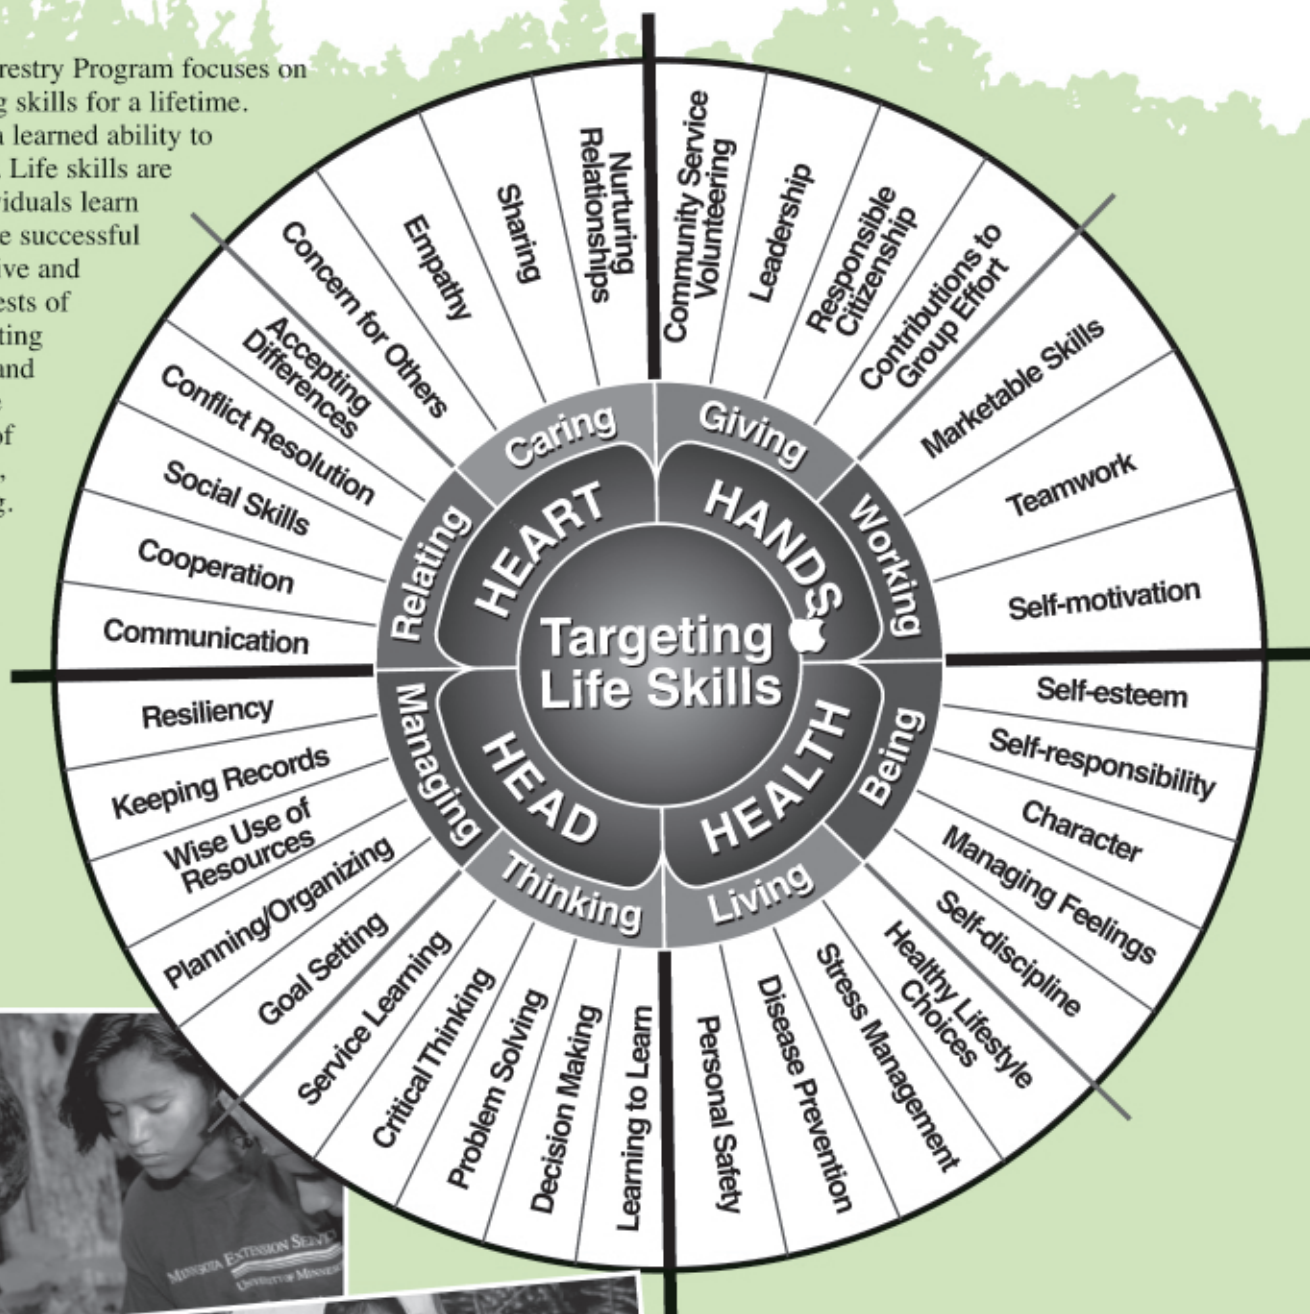 restry Program focuses on
skills for a lifetime.
learned ability to
Life skills are
viduals learn
e successful
ive and
ests of
ting
and
of
Nurturing
Relationships
Sharing
Empathy
Concern for Others
Accepting
Differences
Conflict Resolution
Social Skills
Cooperation
Communication
Community Service
Volunteering
Leadership
Responsible
Citizenship
Contributions to
Group Effort
Marketable Skills
Teamwork
Self-motivation
Caring
Giving
Relating
Working
HEART
HANDS
Targeting
Life Skills
HEAD
HEALTH
Managing
Being
Thinking
Living
Resiliency
Keeping Records
Wise Use of
Resources
Planning/Organizing
Goal Setting
Service Learning
Critical Thinking
Problem Solving
Decision Making
Learning to Learn
Self-esteem
Self-responsibility
Character
Managing Feelings
Self-discipline
Healthy Lifestyle
Choices
Stress Management
Disease Prevention
Personal Safety
MINNESOTA EXTENSION SERVI
UNIVERSITY OF MINNES